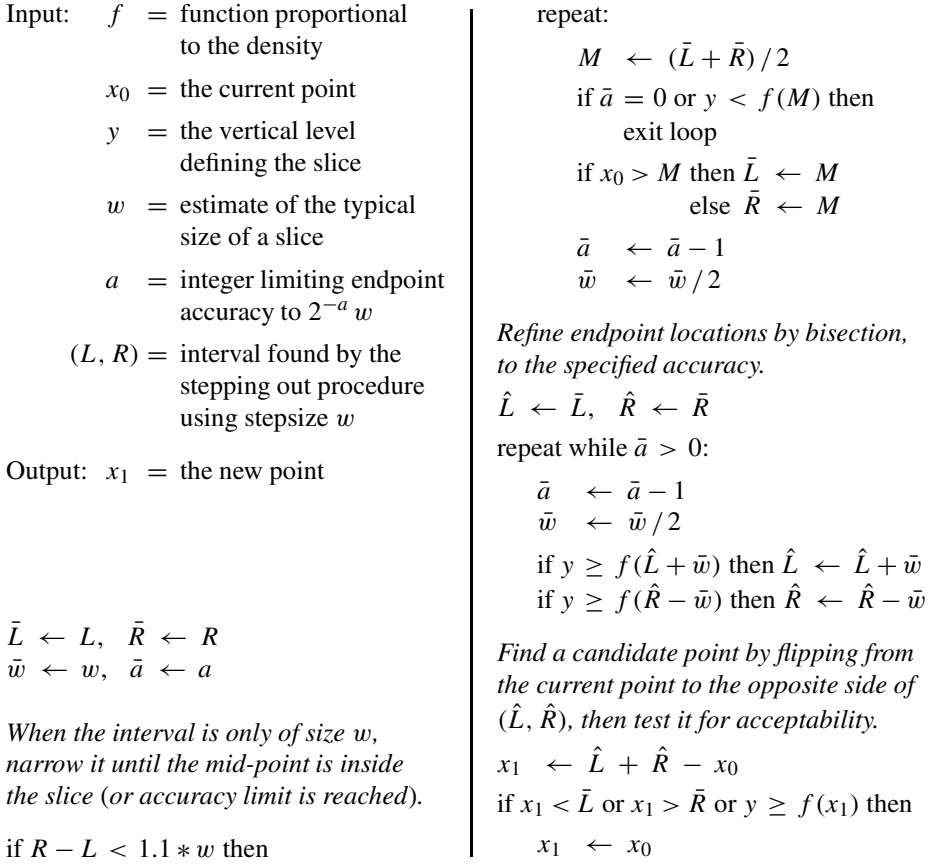 Input: f = function proportional
to the density
x₀ = the current point
y = the vertical level
defining the slice
w = estimate of the typical
size of a slice
a = integer limiting endpoint
accuracy to 2⁻ᵃ w
(L, R) = interval found by the
stepping out procedure
using stepsize w
Output: x₁ = the new point
L̄ ← L, R̄ ← R
w̄ ← w, ā ← a
When the interval is only of size w,
narrow it until the mid-point is inside
the slice (or accuracy limit is reached).
if R − L < 1.1 ∗ w then
repeat:
M ← (L̄ + R̄) / 2
if ā = 0 or y < f(M) then
exit loop
if x₀ > M then L̄ ← M
else R̄ ← M
ā ← ā − 1
w̄ ← w̄ / 2
Refine endpoint locations by bisection,
to the specified accuracy.
L̂ ← L̄, R̂ ← R̄
repeat while ā > 0:
ā ← ā − 1
w̄ ← w̄ / 2
if y ≥ f(L̂ + w̄) then L̂ ← L̂ + w̄
if y ≥ f(R̂ − w̄) then R̂ ← R̂ − w̄
Find a candidate point by flipping from
the current point to the opposite side of
(L̂, R̂), then test it for acceptability.
x₁ ← L̂ + R̂ − x₀
if x₁ < L̄ or x₁ > R̄ or y ≥ f(x₁) then
x₁ ← x₀